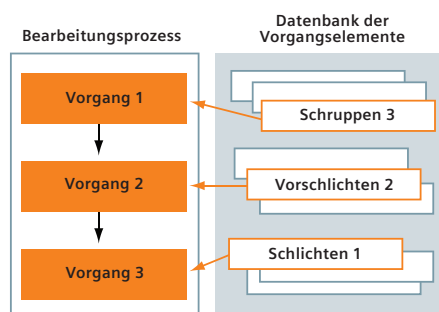 Bearbeitungsprozess
Datenbank der
Vorgangselemente
Vorgang 1
Schruppen 3
Vorgang 2
Vorschlichten 2
Vorgang 3
Schlichten 1